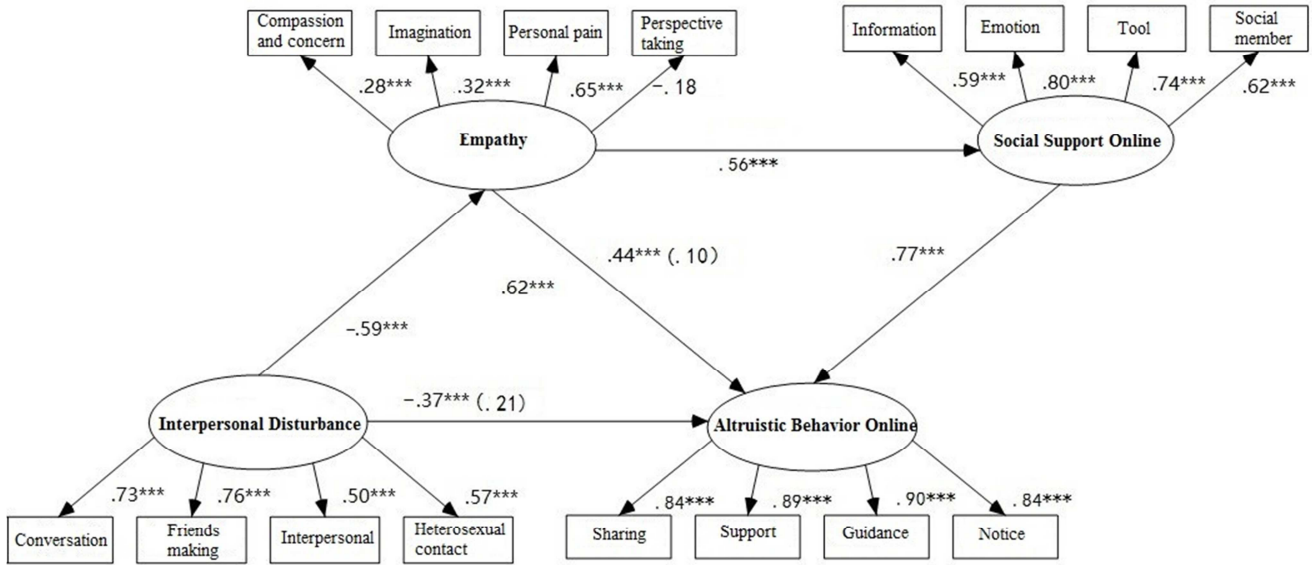 Compassion
and concern
Imagination
Personal pain
Perspective
taking
Information
Emotion
Tool
Social
member
.28***
.32***
.65***
-.18
.59***
.80***
.74***
.62***
Empathy
Social Support Online
.56***
.44*** (.10)
.77***
.62***
-.59***
-.37*** (.21)
Interpersonal Disturbance
Altruistic Behavior Online
.73***
.76***
.50***
.57***
.84***
.89***
.90***
.84***
Conversation
Friends
making
Interpersonal
Heterosexual
contact
Sharing
Support
Guidance
Notice